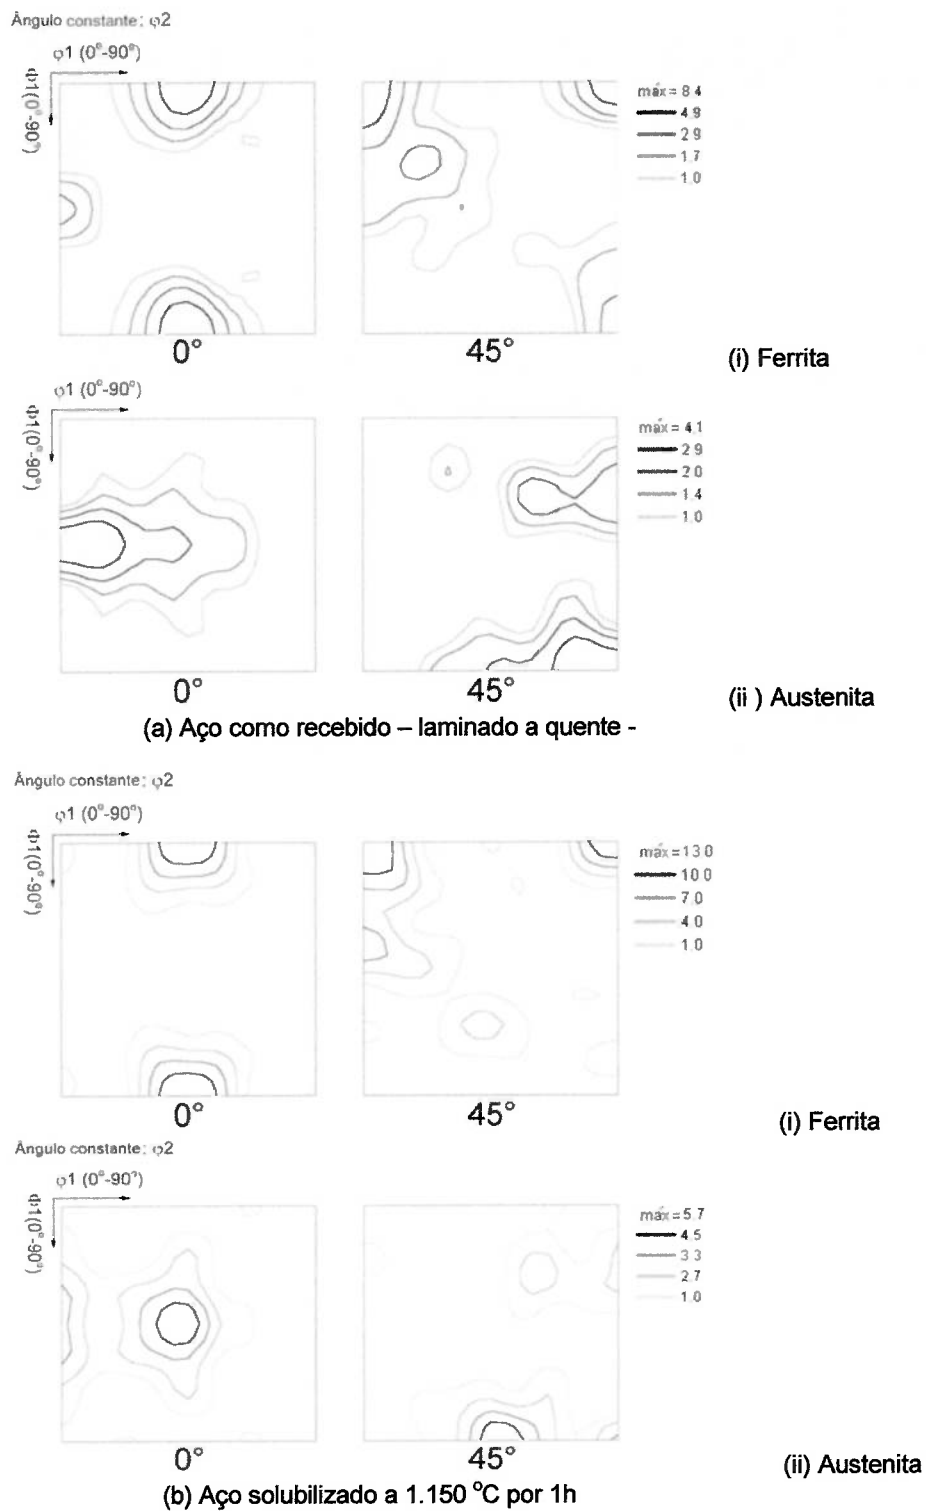 Ângulo constante: φ2
φ1 (0°-90°)
Φ1(0°-90°)
máx= 8.4
4.9
2.9
1.7
1.0
0°
45°
(i) Ferrita
φ1 (0°-90°)
Φ1(0°-90°)
máx= 4.1
2.9
2.0
1.4
1.0
0°
45°
(ii ) Austenita
(a) Aço como recebido – laminado a quente -
Ângulo constante: φ2
φ1 (0°-90°)
Φ1(0°-90°)
máx=13.0
10.0
7.0
4.0
1.0
0°
45°
(i) Ferrita
Ângulo constante: φ2
φ1 (0°-90°)
Φ1(0°-90°)
máx=5.7
4.5
3.3
2.7
1.0
0°
45°
(ii) Austenita
(b) Aço solubilizado a 1.150 °C por 1h